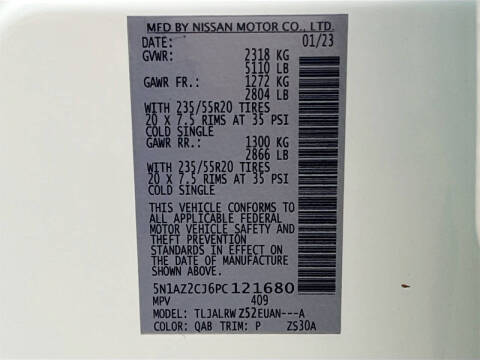 MFD BY NISSAN MOTOR CO., LTD.
DATE: 01/23
GVWR: 2318 KG
5110 LB
GAWR FR.: 1272 KG
2804 LB
WITH 235/55R20 TIRES
20 X 7.5 RIMS AT 35 PSI
COLD SINGLE
GAWR RR.: 1300 KG
2866 LB
WITH 235/55R20 TIRES
20 X 7.5 RIMS AT 35 PSI
COLD SINGLE
THIS VEHICLE CONFORMS TO
ALL APPLICABLE FEDERAL
MOTOR VEHICLE SAFETY AND
THEFT PREVENTION
STANDARDS IN EFFECT ON
THE DATE OF MANUFACTURE
SHOWN ABOVE.
5N1AZ2CJ6PC121680
MPV 409
MODEL: TLJALRWZ52EUAN---A
COLOR: QAB TRIM: P ZS30A